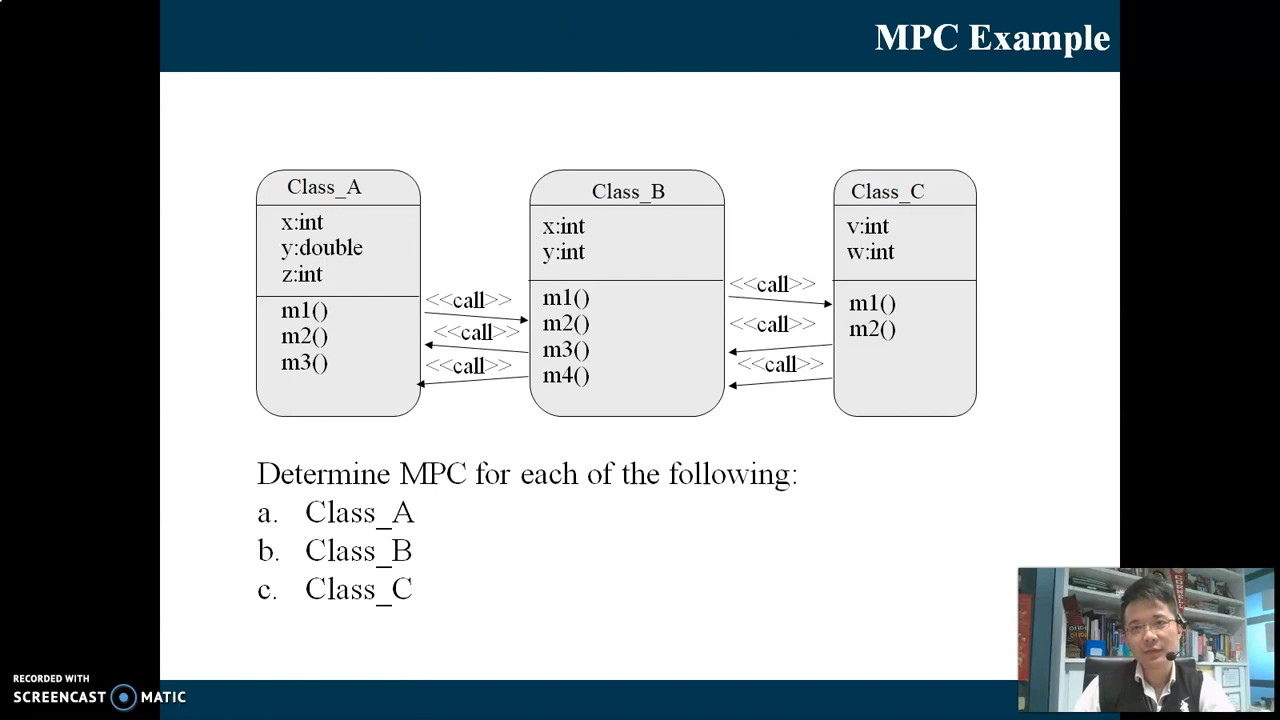 MPC Example
Class_A
x:int
y:double
z:int
m1()
m2()
m3()
<<call>>
<<call>>
<<call>>
Class_B
x:int
y:int
m1()
m2()
m3()
m4()
<<call>>
<<call>>
<<call>>
Class_C
v:int
w:int
m1()
m2()
Determine MPC for each of the following:
a. Class_A
b. Class_B
c. Class_C
RECORDED WITH
SCREENCAST MATIC